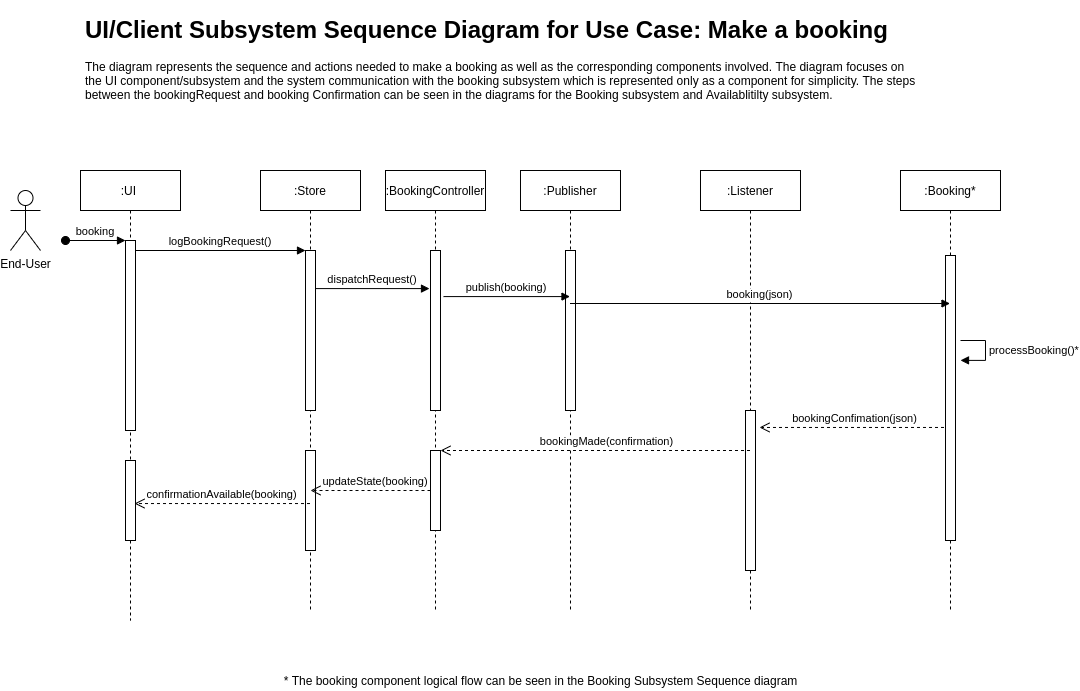 UI/Client Subsystem Sequence Diagram for Use Case: Make a booking
The diagram represents the sequence and actions needed to make a booking as well as the corresponding components involved. The diagram focuses on
the UI component/subsystem and the system communication with the booking subsystem which is represented only as a component for simplicity. The steps
between the bookingRequest and booking Confirmation can be seen in the diagrams for the Booking subsystem and Availablitilty subsystem.
:UI
:Store
:BookingController
:Publisher
:Listener
:Booking*
End-User
booking
logBookingRequest()
dispatchRequest()
publish(booking)
booking(json)
processBooking()*
bookingConfimation(json)
bookingMade(confirmation)
updateState(booking)
confirmationAvailable(booking)
* The booking component logical flow can be seen in the Booking Subsystem Sequence diagram